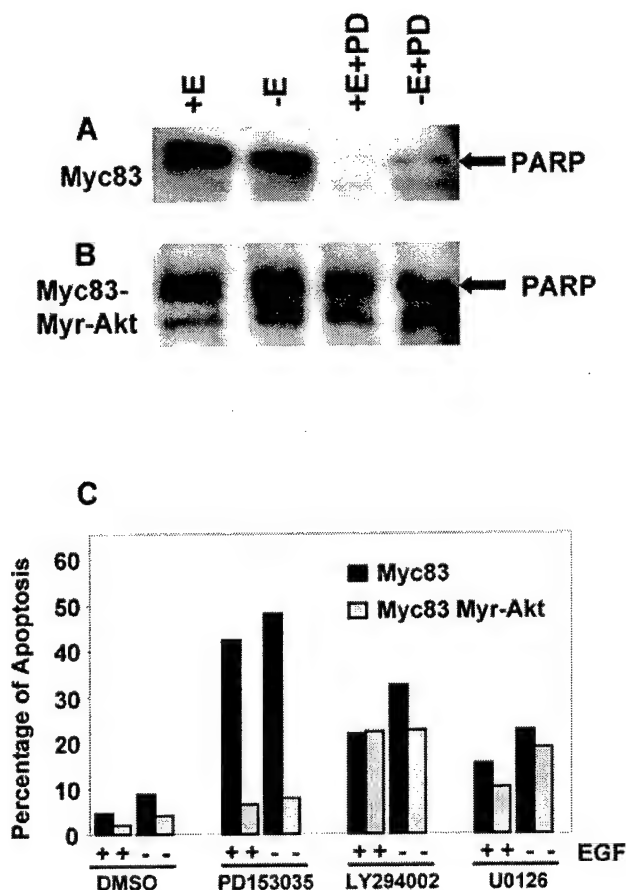 +E -E +E+PD -E+PD
A
Myc83
PARP
B
Myc83-
Myr-Akt
PARP
C
Percentage of Apoptosis
60
50
40
30
20
10
0
Myc83
Myc83 Myr-Akt
+ + - - + + - - + + - - + + - - EGF
DMSO PD153035 LY294002 U0126